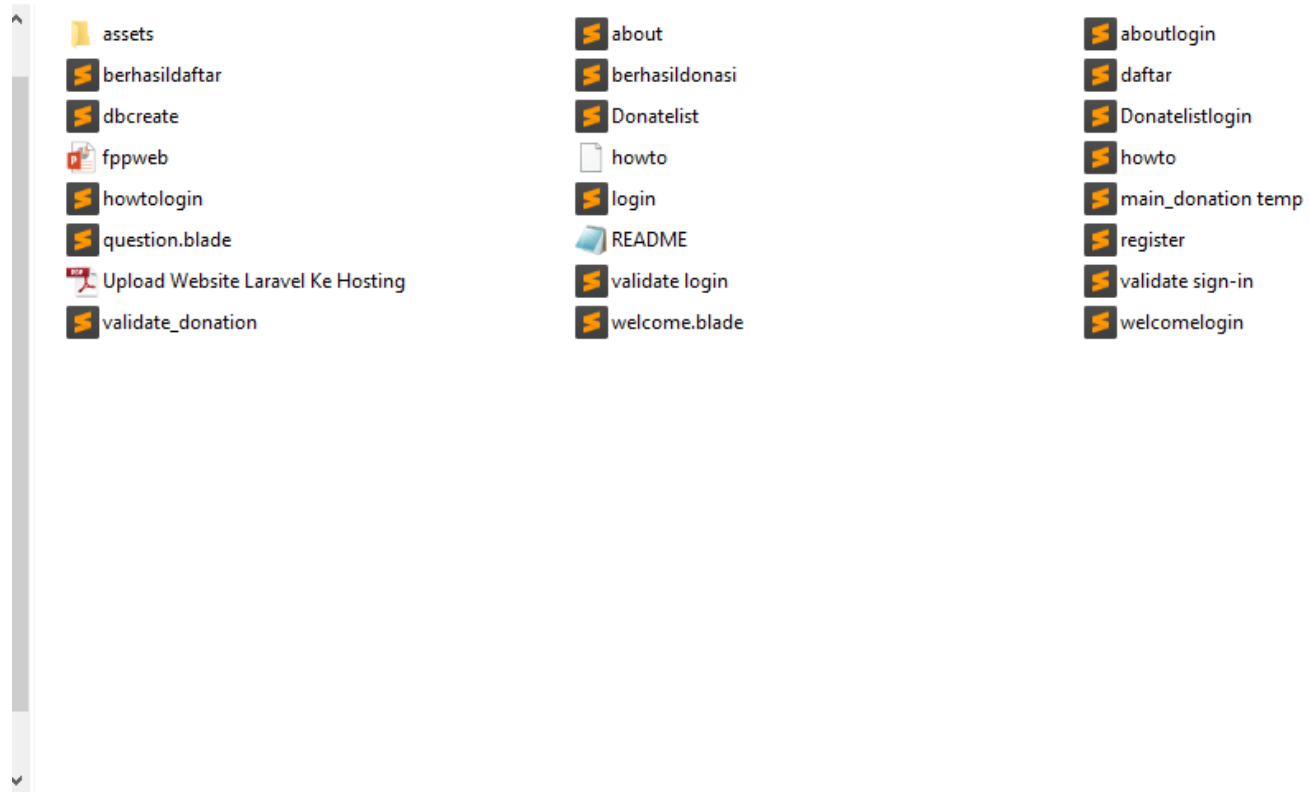 assets about aboutlogin
berhasildaftar berhasildonasi daftar
dbcreate Donatelist Donatelistlogin
fppweb howto howto
howtologin login main_donation temp
question.blade README register
Upload Website Laravel Ke Hosting validate login validate sign-in
validate_donation welcome.blade welcomelogin